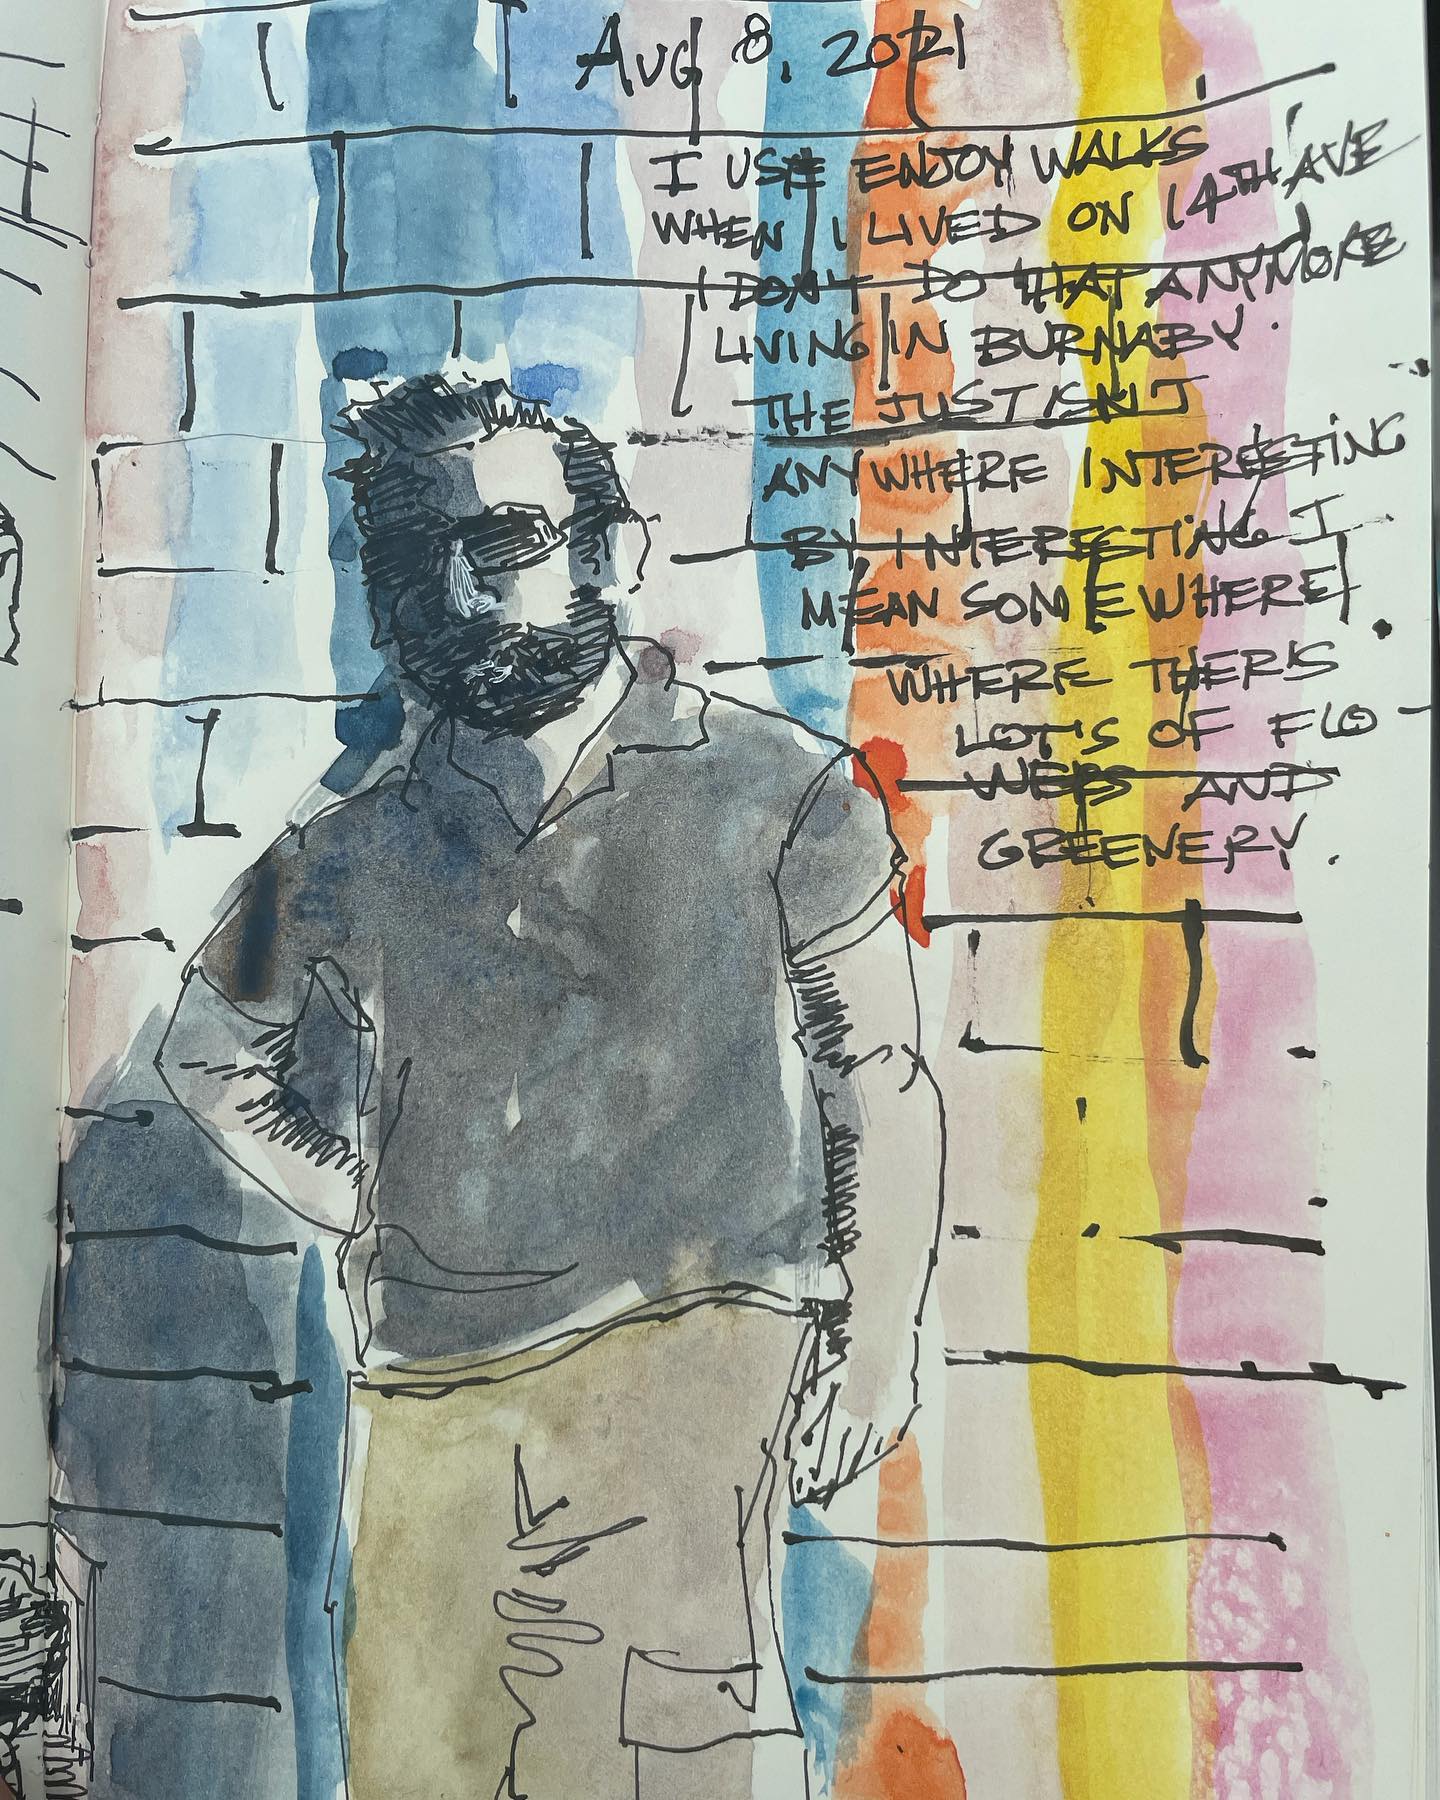 Aug 8, 2021
I USE ENJOY WALKS
WHEN I LIVED ON 14TH AVE
I DON'T DO THAT ANYMORE
LIVING IN BURNABY.
THE JUST ISN'T
ANYWHERE INTERESTING
BY INTERESTING I
MEAN SOMEWHERE
WHERE THER'S
LOT'S OF FLO
WERS AND
GREENERY.